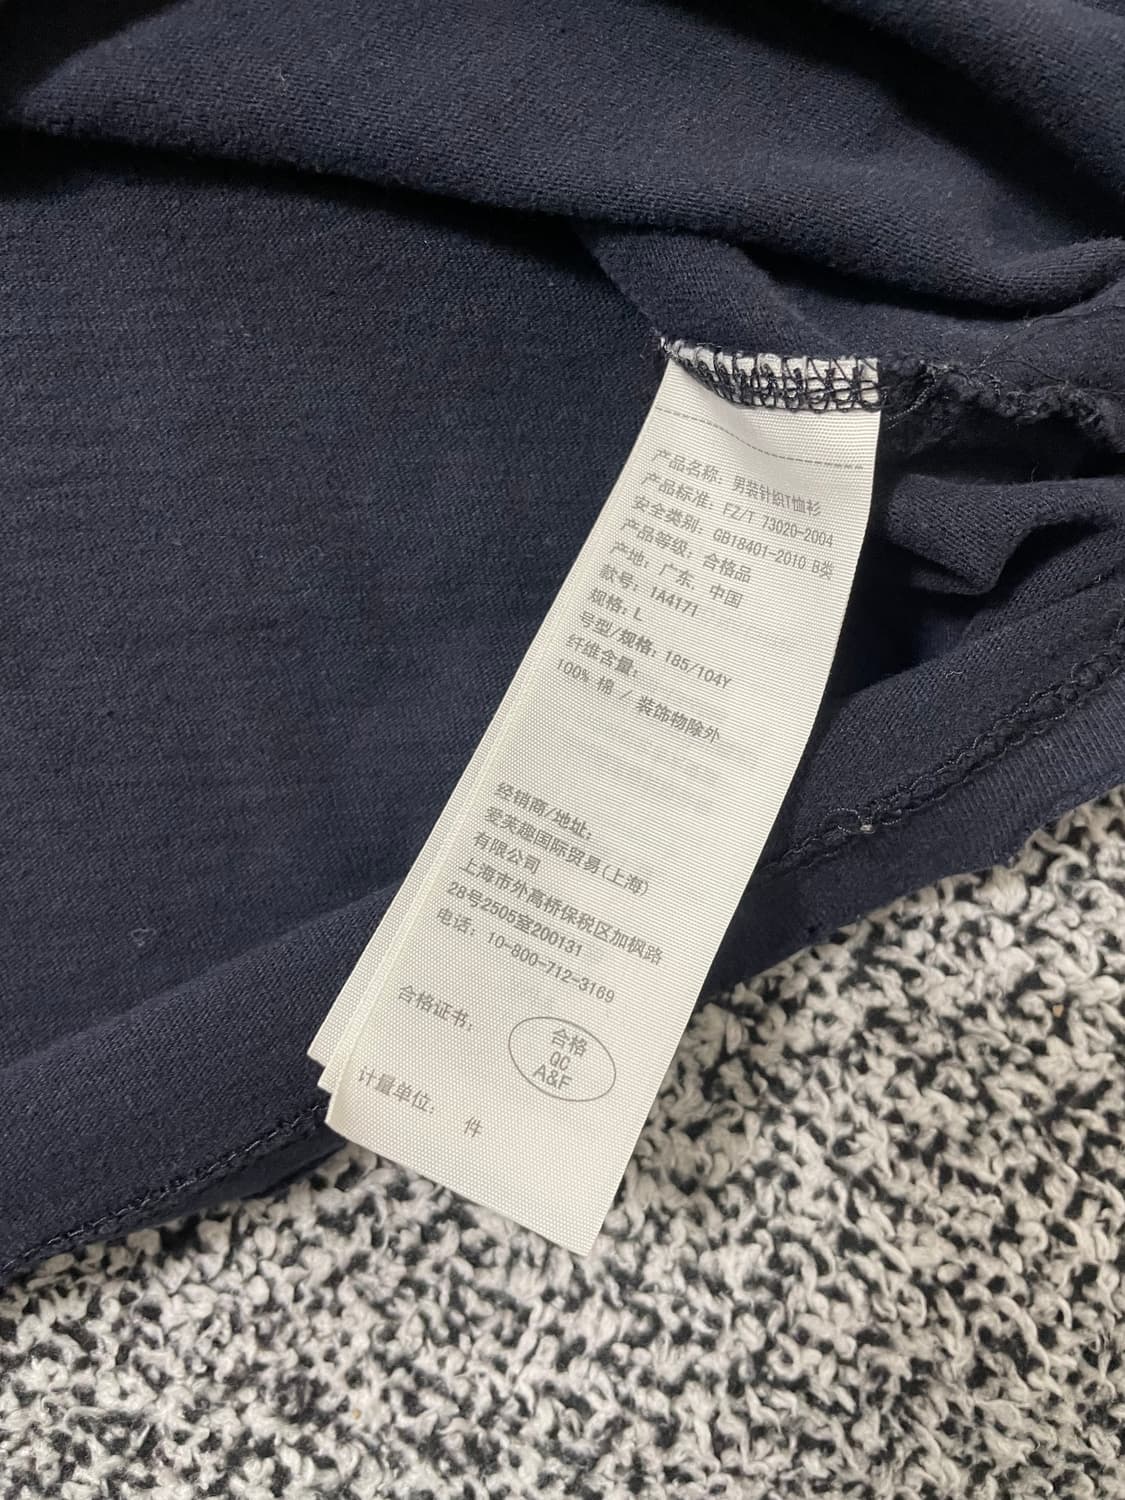 产品名称: 男装针织T恤衫
产品标准: FZ/T 73020-2004
安全类别: GB18401-2010 B类
产品等级: 合格品
产地: 广东, 中国
款号: 1A4171
规格: L
号型/规格: 185/104Y
纤维含量:
100% 棉 / 装饰物除外
经销商/地址:
爱芙趣国际贸易(上海)
有限公司
上海市外高桥保税区加枫路
28号2505室200131
电话: 10-800-712-3169
合格证书:
合格
QC
A&F
计量单位: 件